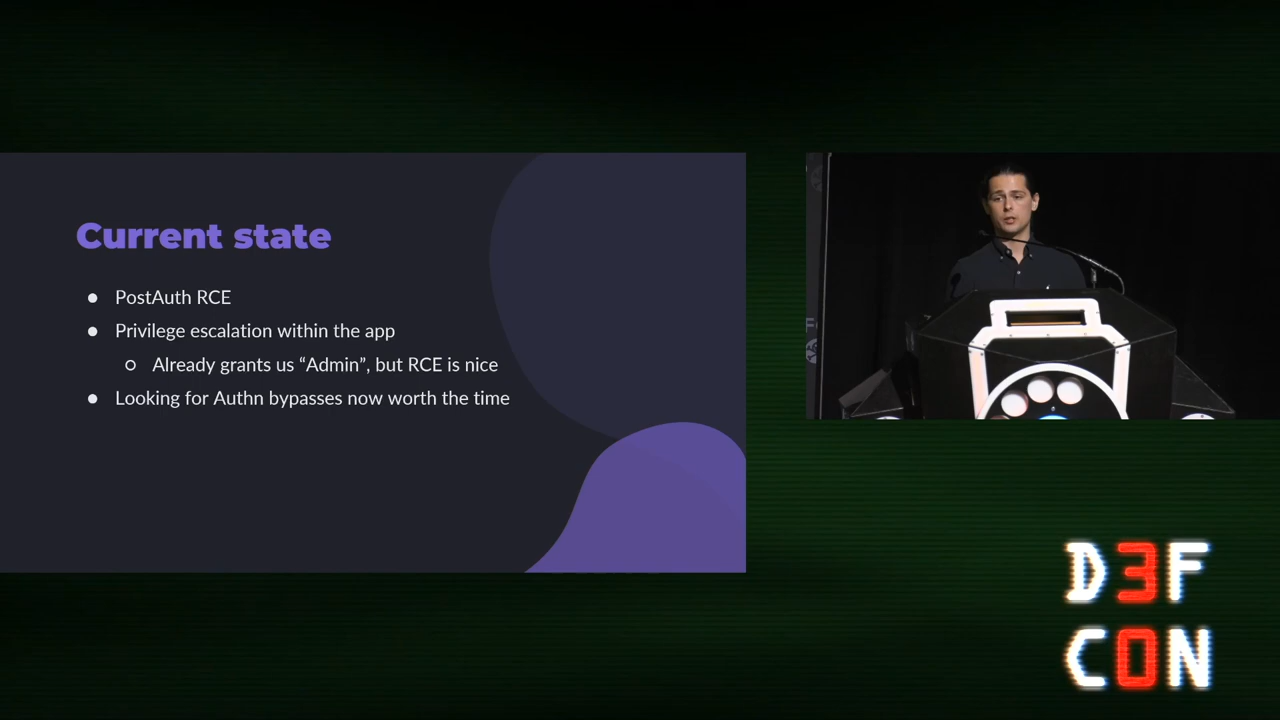 Current state
● PostAuth RCE
● Privilege escalation within the app
○ Already grants us “Admin”, but RCE is nice
● Looking for Authn bypasses now worth the time
D3F
C0N